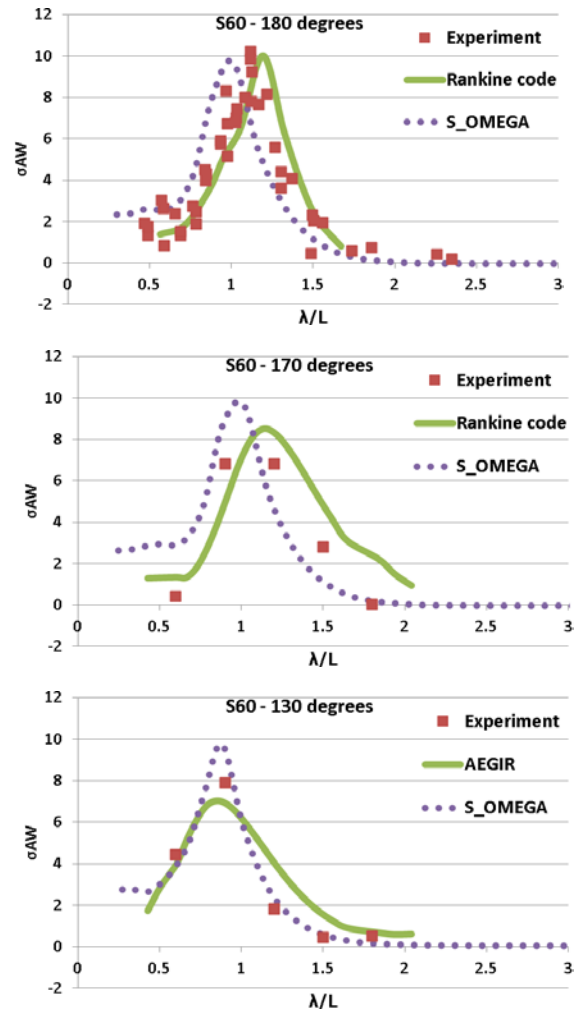 S60 - 180 degrees
12
10
8
6
4
2
0
-2
σAW
Experiment
Rankine code
S_OMEGA
0 0.5 1 1.5 2 2.5 3
λ/L
S60 - 170 degrees
12
10
8
6
4
2
0
-2
σAW
Experiment
Rankine code
S_OMEGA
0 0.5 1 1.5 2 2.5 3
λ/L
S60 - 130 degrees
12
10
8
6
4
2
0
-2
σAW
Experiment
AEGIR
S_OMEGA
0 0.5 1 1.5 2 2.5 3
λ/L